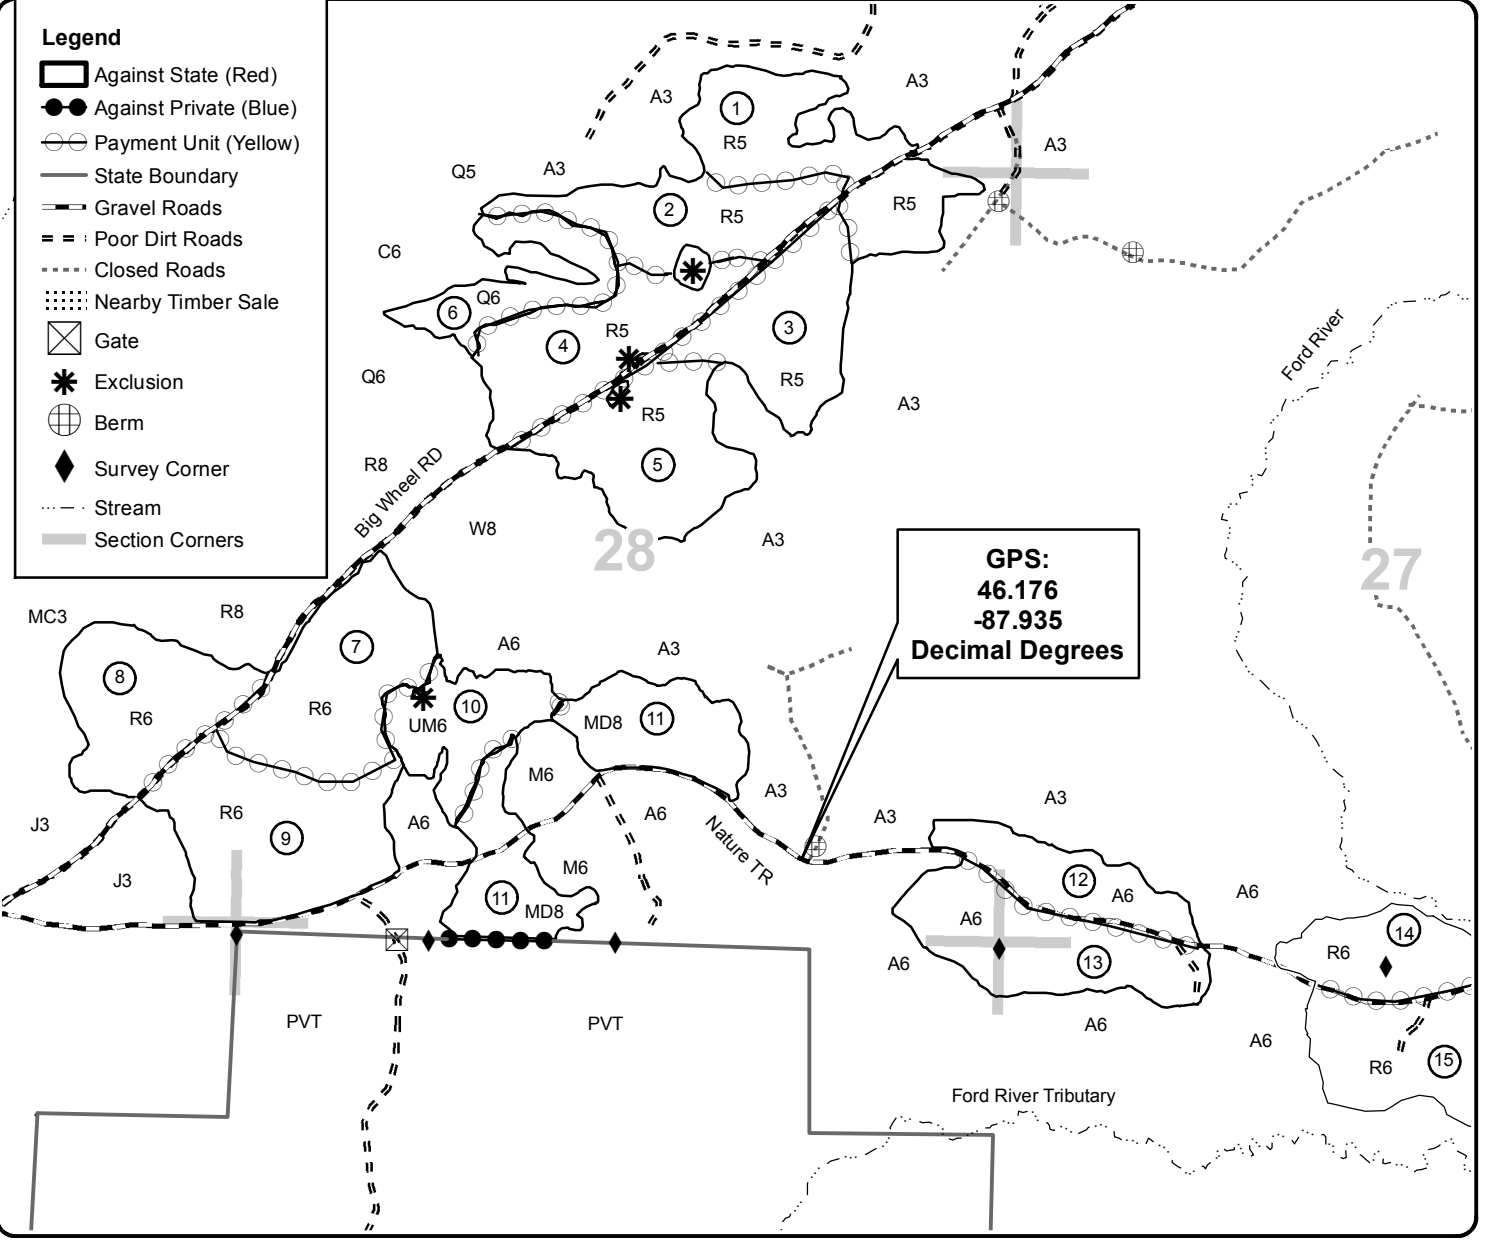 Legend
Against State (Red)
Against Private (Blue)
Payment Unit (Yellow)
State Boundary
Gravel Roads
Poor Dirt Roads
Closed Roads
Nearby Timber Sale
Gate
Exclusion
Berm
Survey Corner
Stream
Section Corners
A3
1
A3
R5
A3
Q5
A3
2
R5
R5
C6
Q6
6
R5
3
4
Ford River
Q6
R5
A3
R5
R8
5
Big Wheel RD
W8
28
A3
27
GPS:
46.176
-87.935
Decimal Degrees
MC3
R8
7
A6
A3
8
R6
R6
10
UM6
MD8
11
M6
A3
A3
A3
J3
R6
9
A6
A6
Nature TR
J3
M6
11
MD8
12
A6
A6
A6
A6
13
14
R6
PVT
PVT
A6
A6
R6
15
Ford River Tributary